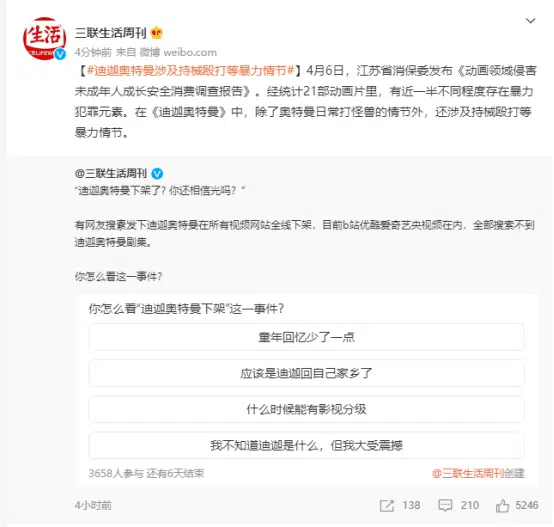 生活
三联生活周刊
4分钟前 来自 微博 weibo.com
【#迪迦奥特曼涉及持械殴打等暴力情节#】4月6日，江苏省消保委发布《动画领域侵害
未成年人成长安全消费调查报告》。经统计21部动画片里，有近一半不同程度存在暴力
犯罪元素。在《迪迦奥特曼》中，除了奥特曼日常打怪兽的情节外，还涉及持械殴打等
暴力情节。
@三联生活周刊
“迪迦奥特曼下架了？你还相信光吗？”
有网友搜索发下迪迦奥特曼在所有视频网站全线下架，目前b站优酷爱奇艺央视频在内，全部搜索不到
迪迦奥特曼剧集。
你怎么看这一事件？
你怎么看“迪迦奥特曼下架”这一事件？
童年回忆少了一点
应该是迪迦回自己家乡了
什么时候能有影视分级
我不知道迪迦是什么，但我大受震撼
3658人参与 还有6天结束
@三联生活周刊创建
4小时前
138
210
5246